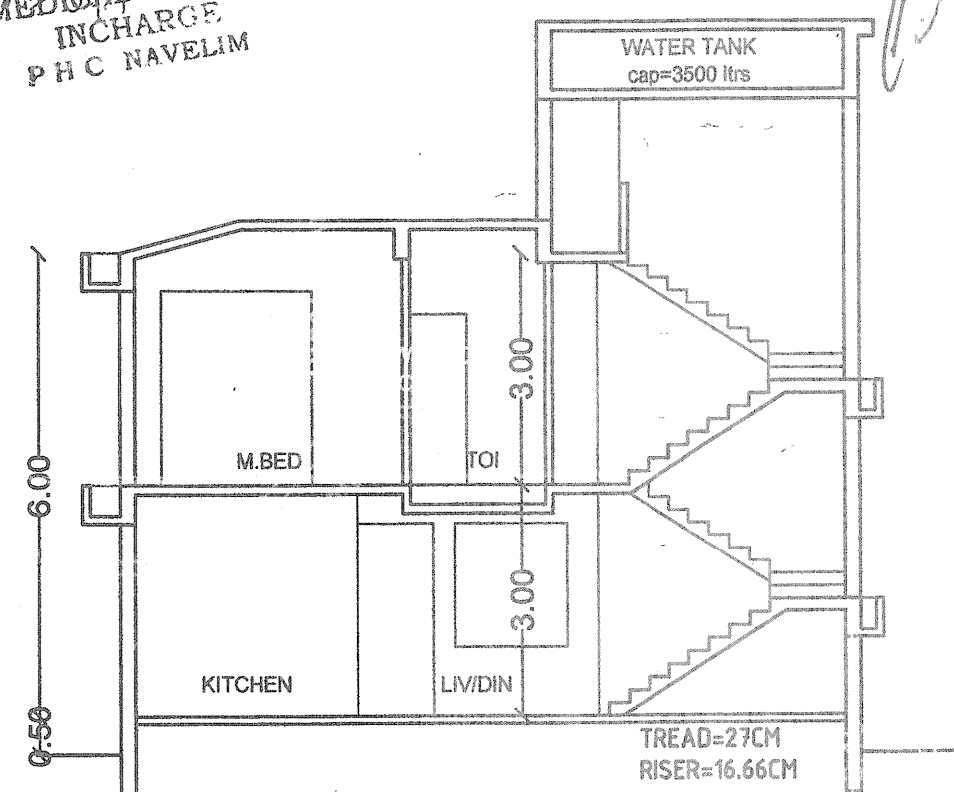 INCHARGE
P H C NAVELIM
WATER TANK
cap=3500 ltrs
3.00
M.BED
TOI
6.00
3.00
KITCHEN
LIV/DIN
0.50
TREAD=27CM
RISER=16.66CM